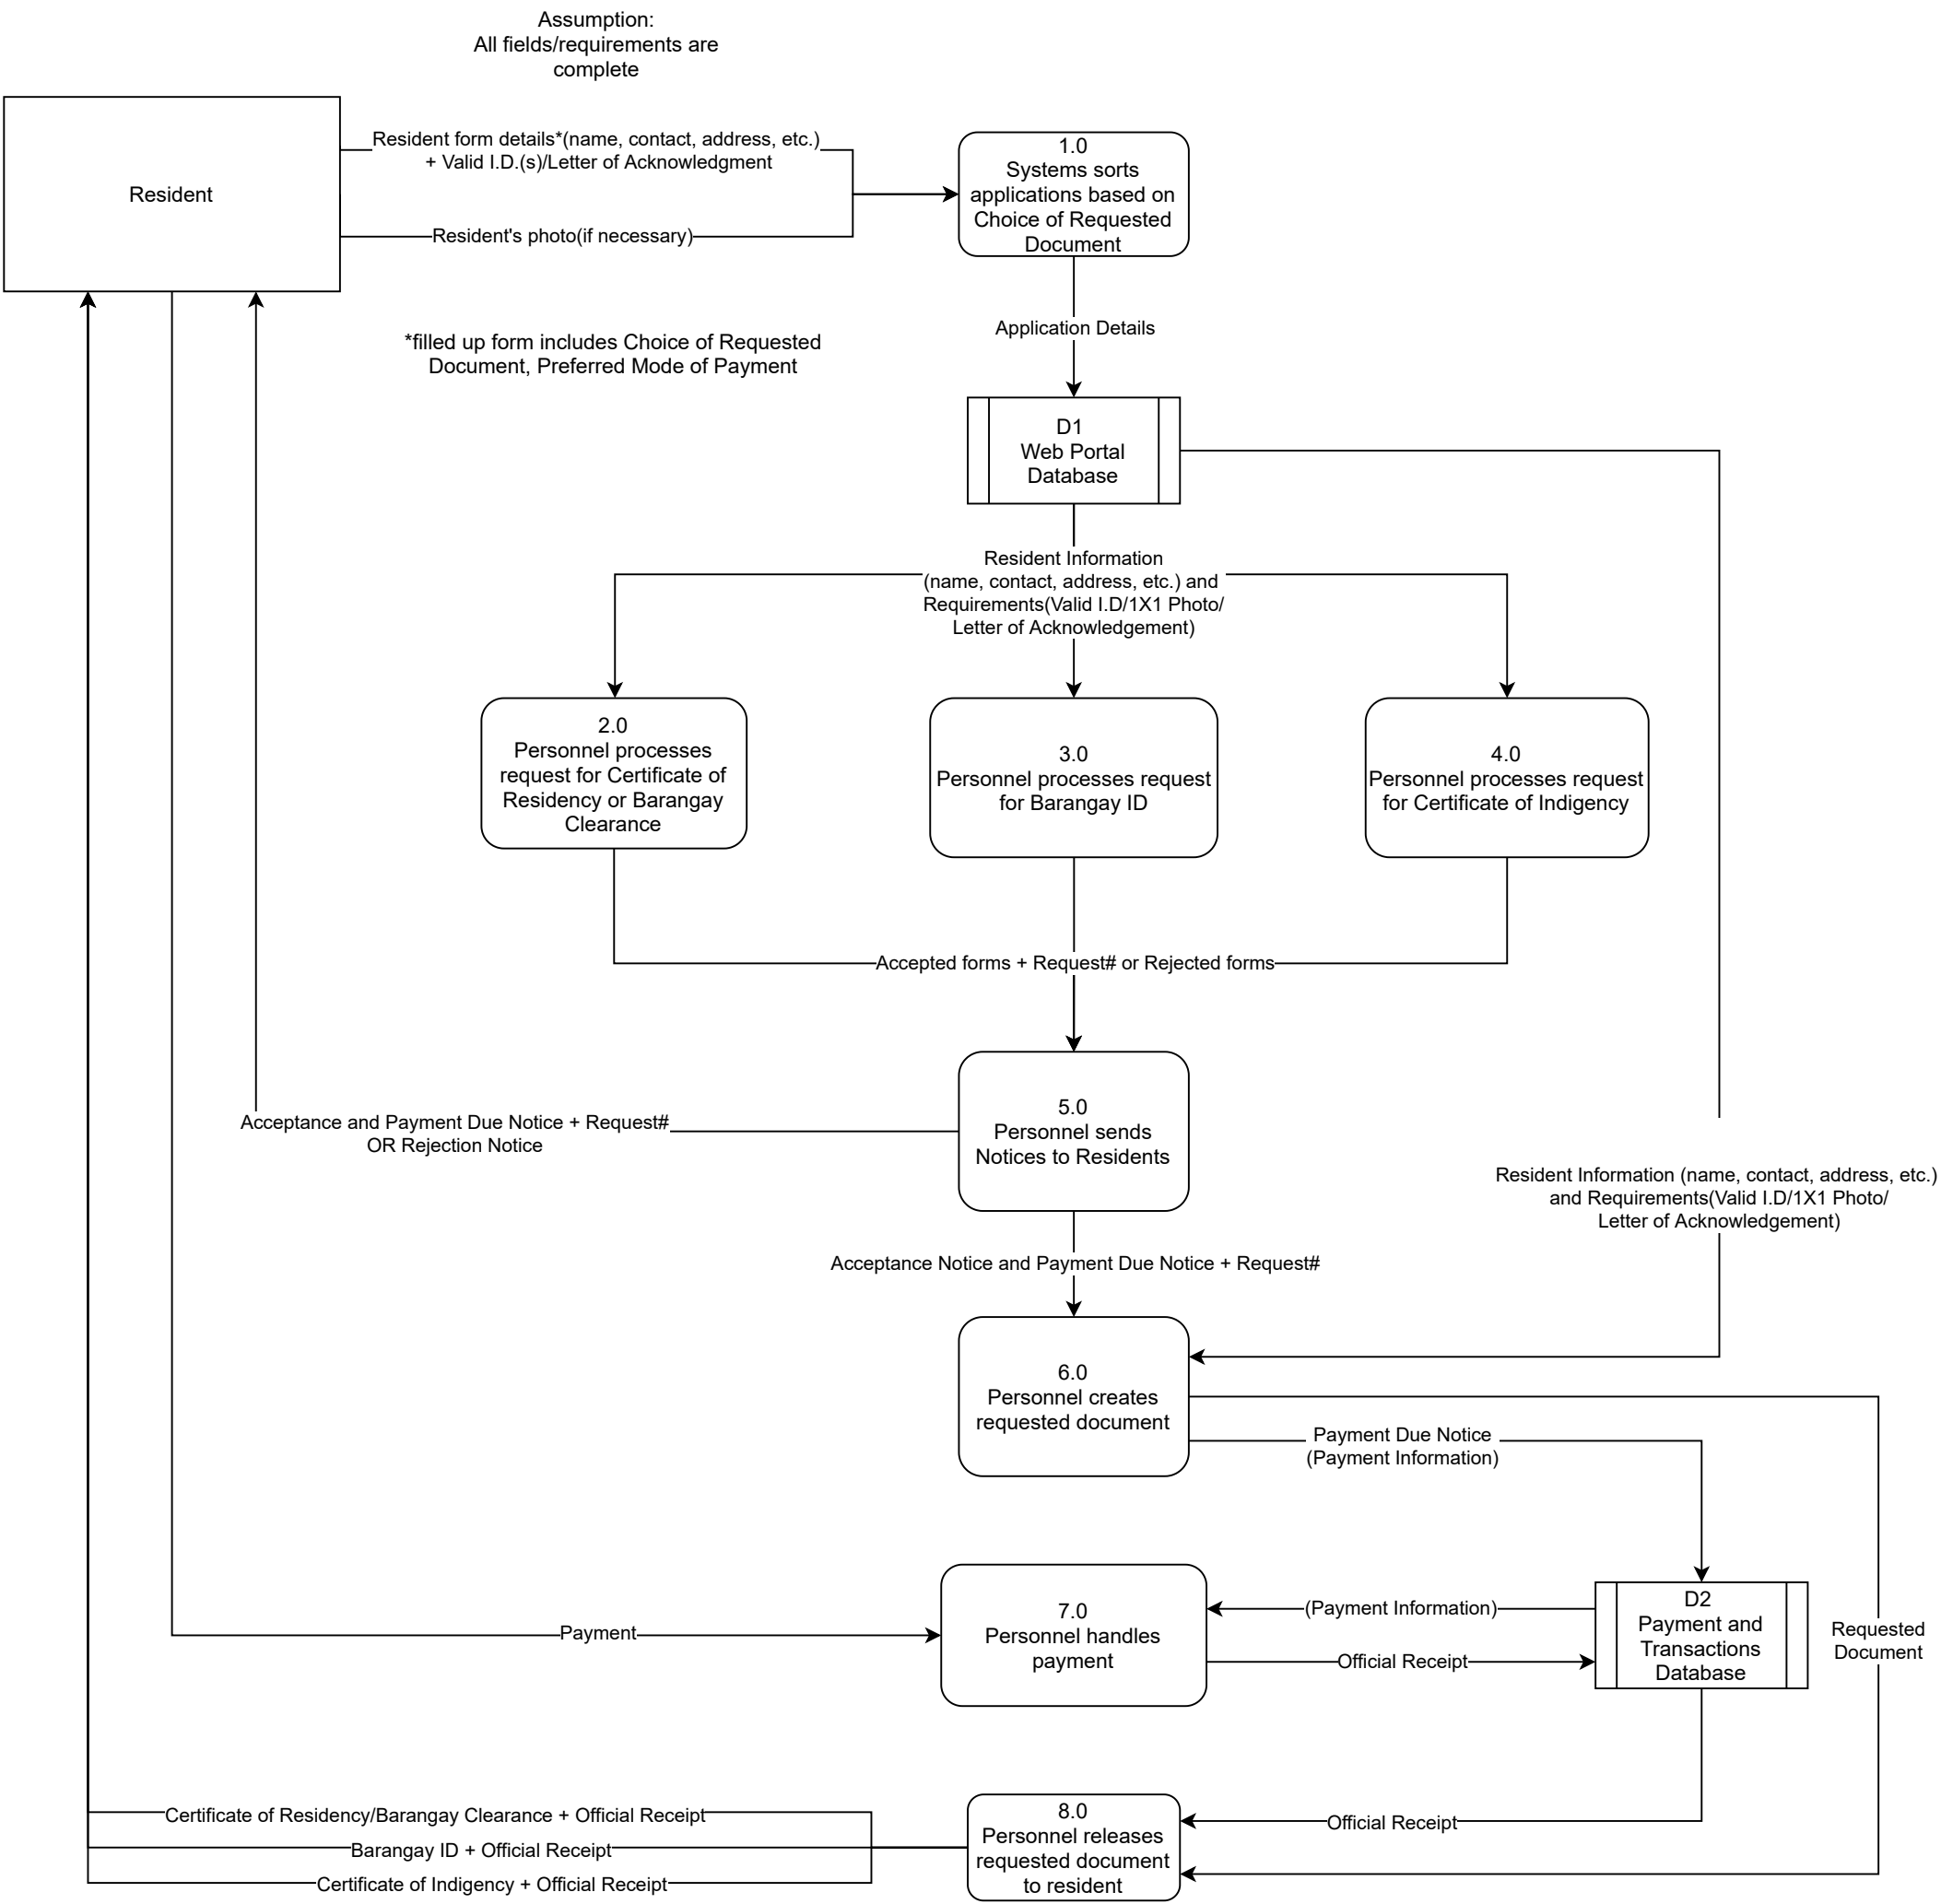 Assumption:
All fields/requirements are
complete
Resident
Resident form details*(name, contact, address, etc.)
+ Valid I.D.(s)/Letter of Acknowledgment
Resident's photo(if necessary)
1.0
Systems sorts
applications based on
Choice of Requested
Document
*filled up form includes Choice of Requested
Document, Preferred Mode of Payment
Application Details
D1
Web Portal
Database
Resident Information
(name, contact, address, etc.) and
Requirements(Valid I.D/1X1 Photo/
Letter of Acknowledgement)
2.0
Personnel processes
request for Certificate of
Residency or Barangay
Clearance
3.0
Personnel processes request
for Barangay ID
4.0
Personnel processes request
for Certificate of Indigency
Accepted forms + Request# or Rejected forms
5.0
Personnel sends
Notices to Residents
Acceptance and Payment Due Notice + Request#
OR Rejection Notice
Resident Information (name, contact, address, etc.)
and Requirements(Valid I.D/1X1 Photo/
Letter of Acknowledgement)
Acceptance Notice and Payment Due Notice + Request#
6.0
Personnel creates
requested document
Payment Due Notice
(Payment Information)
7.0
Personnel handles
payment
Payment
(Payment Information)
Official Receipt
D2
Payment and
Transactions
Database
Requested
Document
8.0
Personnel releases
requested document
to resident
Official Receipt
Certificate of Residency/Barangay Clearance + Official Receipt
Barangay ID + Official Receipt
Certificate of Indigency + Official Receipt